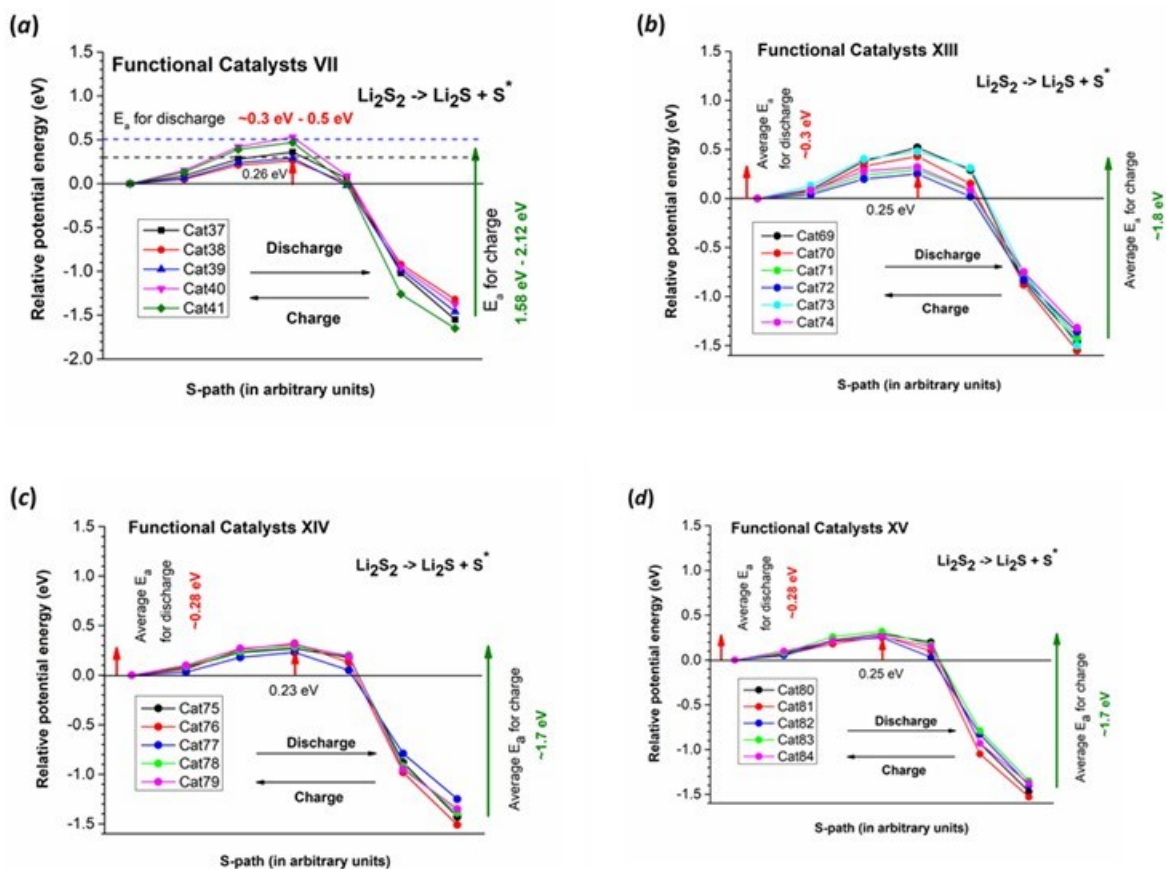 (a)
Functional Catalysts VII
Li2S2 -> Li2S + S*
Ea for discharge ~0.3 eV - 0.5 eV
0.26 eV
Relative potential energy (eV)
1.5
1.0
0.5
0.0
-0.5
-1.0
-1.5
-2.0
Cat37
Cat38
Cat39
Cat40
Cat41
Discharge
Charge
Ea for charge
1.58 eV - 2.12 eV
S-path (in arbitrary units)
(b)
Functional Catalysts XIII
Li2S2 -> Li2S + S*
Average Ea
for discharge
~0.3 eV
0.25 eV
Relative potential energy (eV)
1.5
1.0
0.5
0.0
-0.5
-1.0
-1.5
Cat69
Cat70
Cat71
Cat72
Cat73
Cat74
Discharge
Charge
Average Ea for charge
~1.8 eV
S-path (in arbitrary units)
(c)
Functional Catalysts XIV
Li2S2 -> Li2S + S*
Average Ea
for discharge
~0.28 eV
0.23 eV
Relative potential energy (eV)
1.5
1.0
0.5
0.0
-0.5
-1.0
-1.5
Cat75
Cat76
Cat77
Cat78
Cat79
Discharge
Charge
Average Ea for charge
~1.7 eV
S-path (in arbitrary units)
(d)
Functional Catalysts XV
Li2S2 -> Li2S + S*
Average Ea
for discharge
~0.28 eV
0.25 eV
Relative potential energy (eV)
1.5
1.0
0.5
0.0
-0.5
-1.0
-1.5
Cat80
Cat81
Cat82
Cat83
Cat84
Discharge
Charge
Average Ea for charge
~1.7 eV
S-path (in arbitrary units)